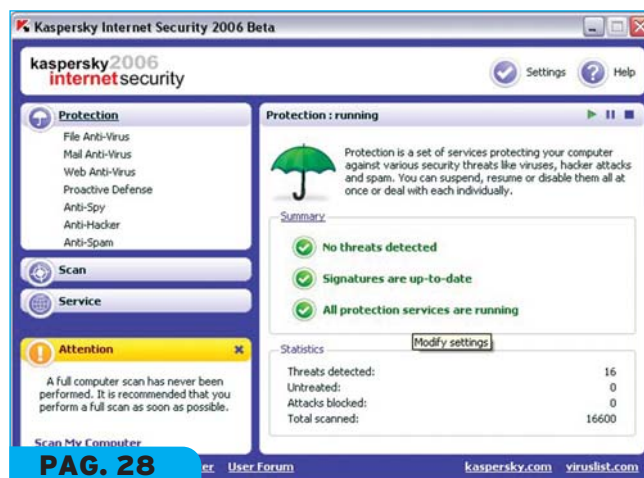 Kaspersky Internet Security 2006 Beta
kaspersky2006
internetsecurity
Settings
Help
Protection
File Anti-Virus
Mail Anti-Virus
Web Anti-Virus
Proactive Defense
Anti-Spy
Anti-Hacker
Anti-Spam
Scan
Service
Attention
A full computer scan has never been
performed. It is recommended that you
perform a full scan as soon as possible.
Scan My Computer
Protection : running
Protection is a set of services protecting your computer
against various security threats like viruses, hacker attacks
and spam. You can suspend, resume or disable them all at
once or deal with each individually.
Summary
No threats detected
Signatures are up-to-date
All protection services are running
Modify settings
Statistics
Threats detected: 16
Untreated: 0
Attacks blocked: 0
Total scanned: 16600
PAG. 28
User Forum
kaspersky.com viruslist.com